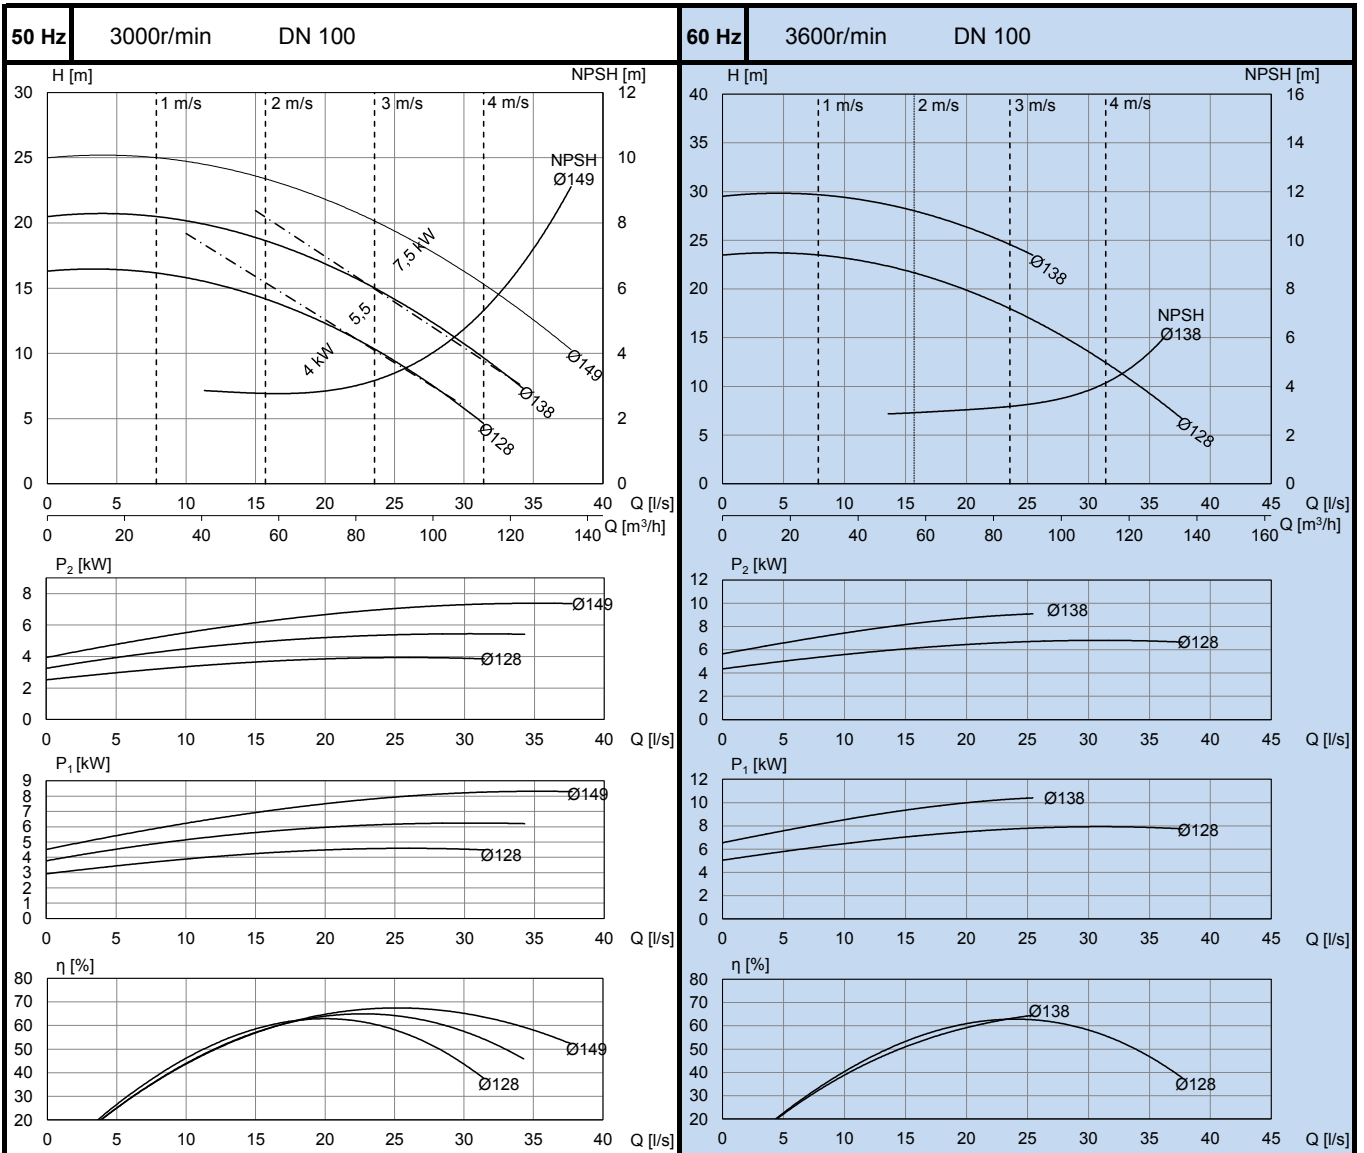 50 Hz 3000r/min DN 100
H [m] NPSH [m]
30 1 m/s 2 m/s 3 m/s 4 m/s 12
25 10
NPSH
Ø149
20 8
7,5 kW
15 6
5,5
4 kW
10 4
Ø149
Ø138
5 2
Ø128
0 0
0 5 10 15 20 25 30 35 40 Q [l/s]
0 20 40 60 80 100 120 140 Q [m³/h]
P₂ [kW]
8
Ø149
6
4
Ø128
2
0
0 5 10 15 20 25 30 35 40 Q [l/s]
P₁ [kW]
9
8
Ø149
7
6
5
4
Ø128
3
2
1
0
0 5 10 15 20 25 30 35 40 Q [l/s]
η [%]
80
70
60
50
Ø149
40
Ø128
30
20
0 5 10 15 20 25 30 35 40 Q [l/s]
60 Hz 3600r/min DN 100
H [m] NPSH [m]
40 1 m/s 2 m/s 3 m/s 4 m/s 16
35 14
30 12
25 10
Ø138
20 8
NPSH
Ø138
15 6
10 4
5 2
Ø128
0 0
0 5 10 15 20 25 30 35 40 45 Q [l/s]
0 20 40 60 80 100 120 140 160 Q [m³/h]
P₂ [kW]
12
10
Ø138
8
6
Ø128
4
2
0
0 5 10 15 20 25 30 35 40 45 Q [l/s]
P₁ [kW]
12
10
Ø138
8
Ø128
6
4
2
0
0 5 10 15 20 25 30 35 40 45 Q [l/s]
η [%]
80
70
Ø138
60
50
40
Ø128
30
20
0 5 10 15 20 25 30 35 40 45 Q [l/s]